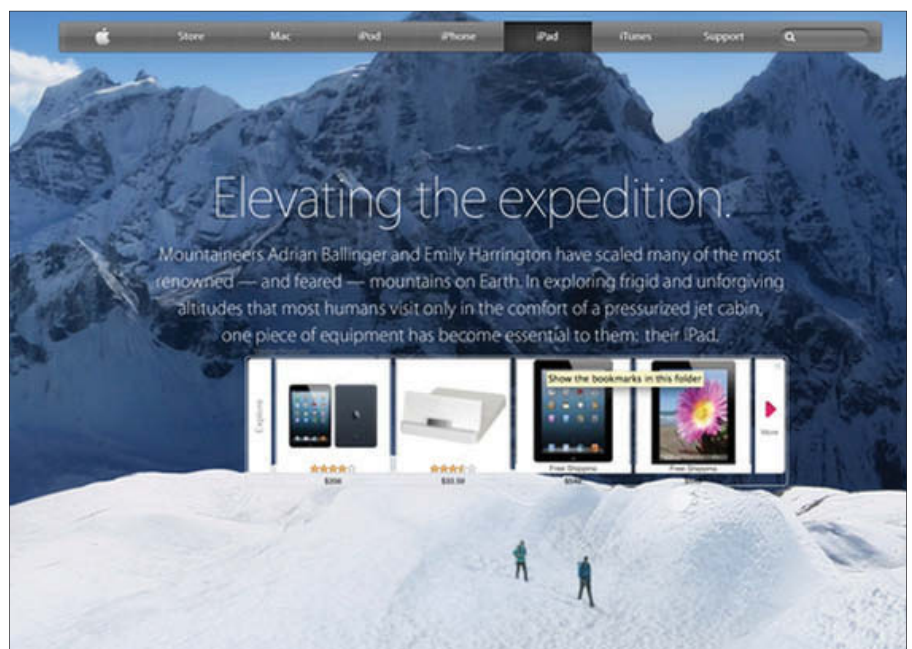 Store Mac iPod iPhone iPad iTunes Support
Elevating the expedition.
Mountaineers Adrian Ballinger and Emily Harrington have scaled many of the most
renowned — and feared — mountains on Earth. In exploring frigid and unforgiving
altitudes that most humans visit only in the comfort of a pressurized jet cabin,
one piece of equipment has become essential to them: their iPad.
Explore
Show the bookmarks in this folder
More
Free Shipping Free Shipping